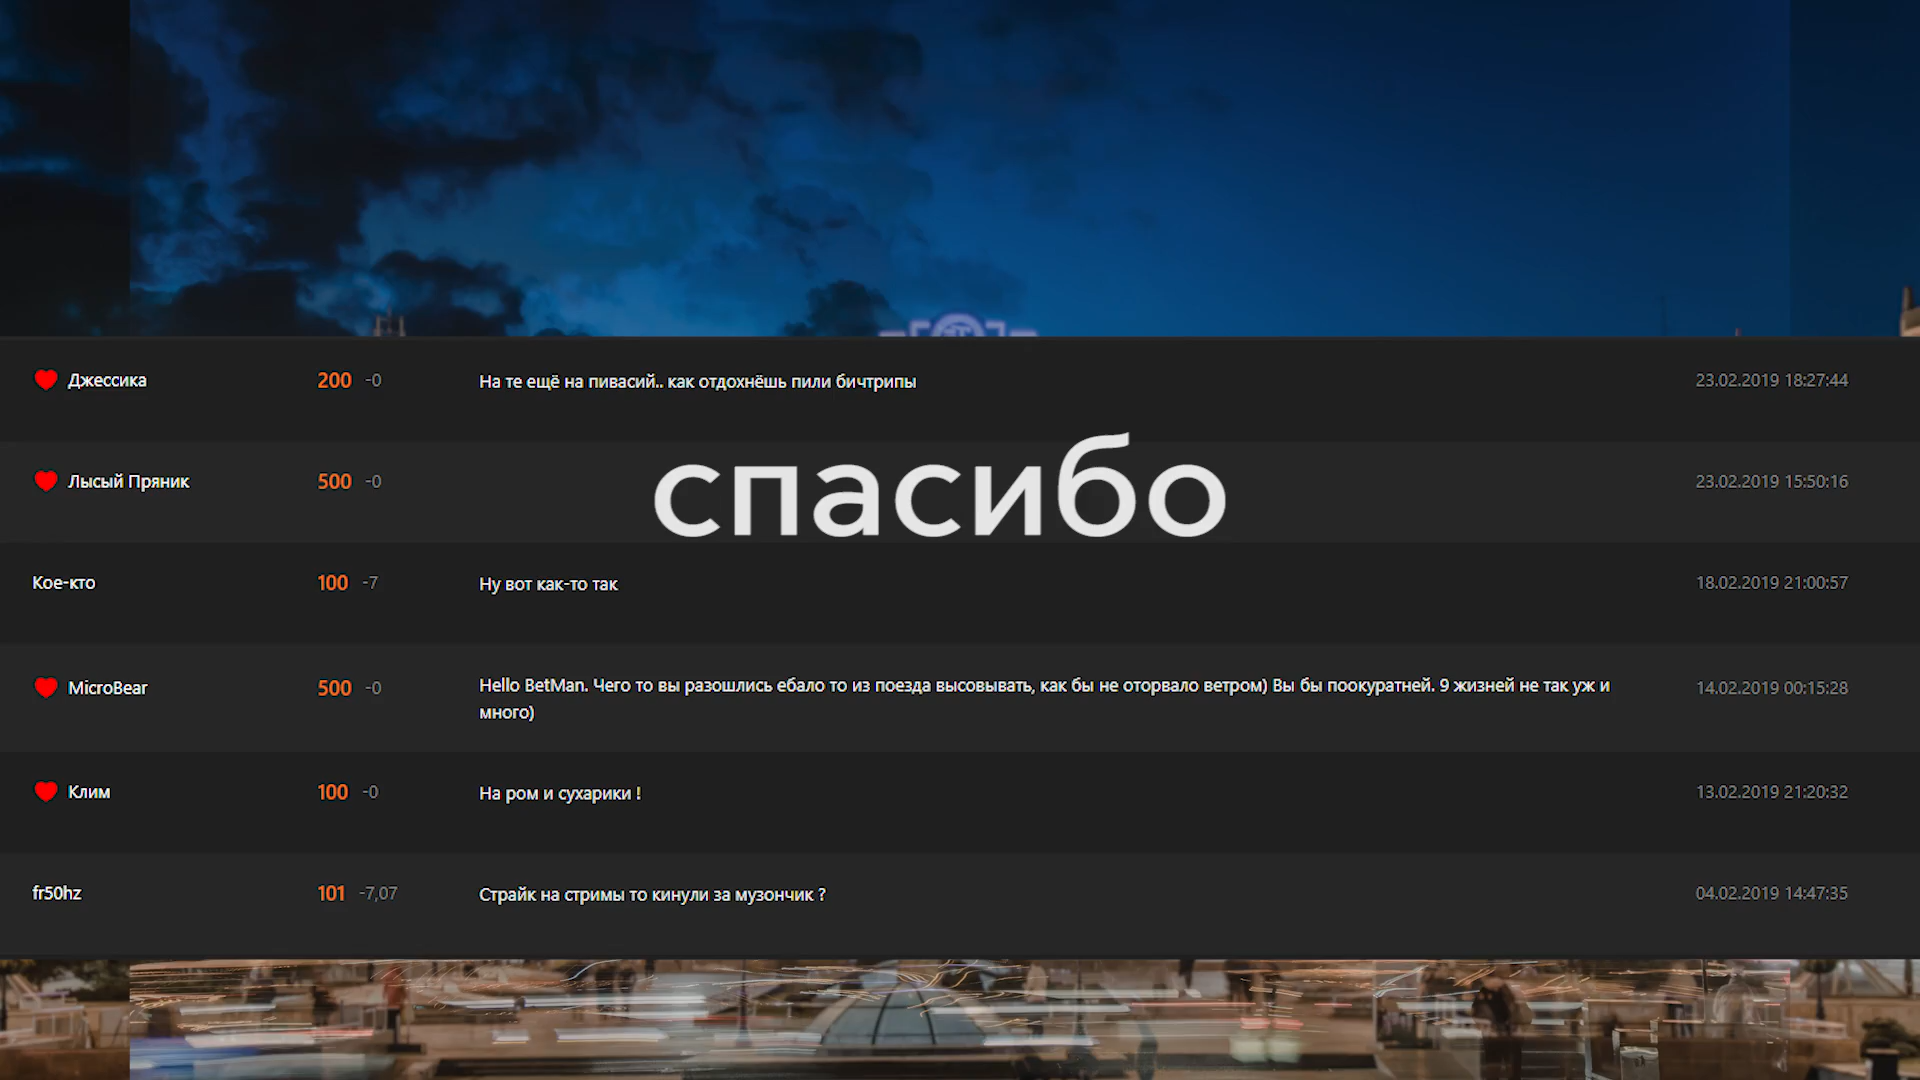 Джессика 200 -0 На те ещё на пивасий.. как отдохнёшь пили бичтрипы 23.02.2019 18:27:44
спасибо
Лысый Пряник 500 -0 23.02.2019 15:50:16
Кое-кто 100 -7 Ну вот как-то так 18.02.2019 21:00:57
MicroBear 500 -0 Hello BetMan. Чего то вы разошлись ебало то из поезда высовывать, как бы не оторвало ветром) Вы бы поокуратней. 9 жизней не так уж и 14.02.2019 00:15:28
много)
Клим 100 -0 На ром и сухарики ! 13.02.2019 21:20:32
fr50hz 101 -7,07 Страйк на стримы то кинули за музончик ? 04.02.2019 14:47:35